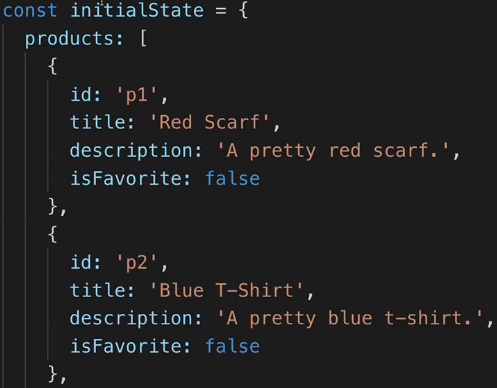 const initialState = {
  products: [
    {
      id: 'p1',
      title: 'Red Scarf',
      description: 'A pretty red scarf.',
      isFavorite: false
    },
    {
      id: 'p2',
      title: 'Blue T-Shirt',
      description: 'A pretty blue t-shirt.',
      isFavorite: false
    },